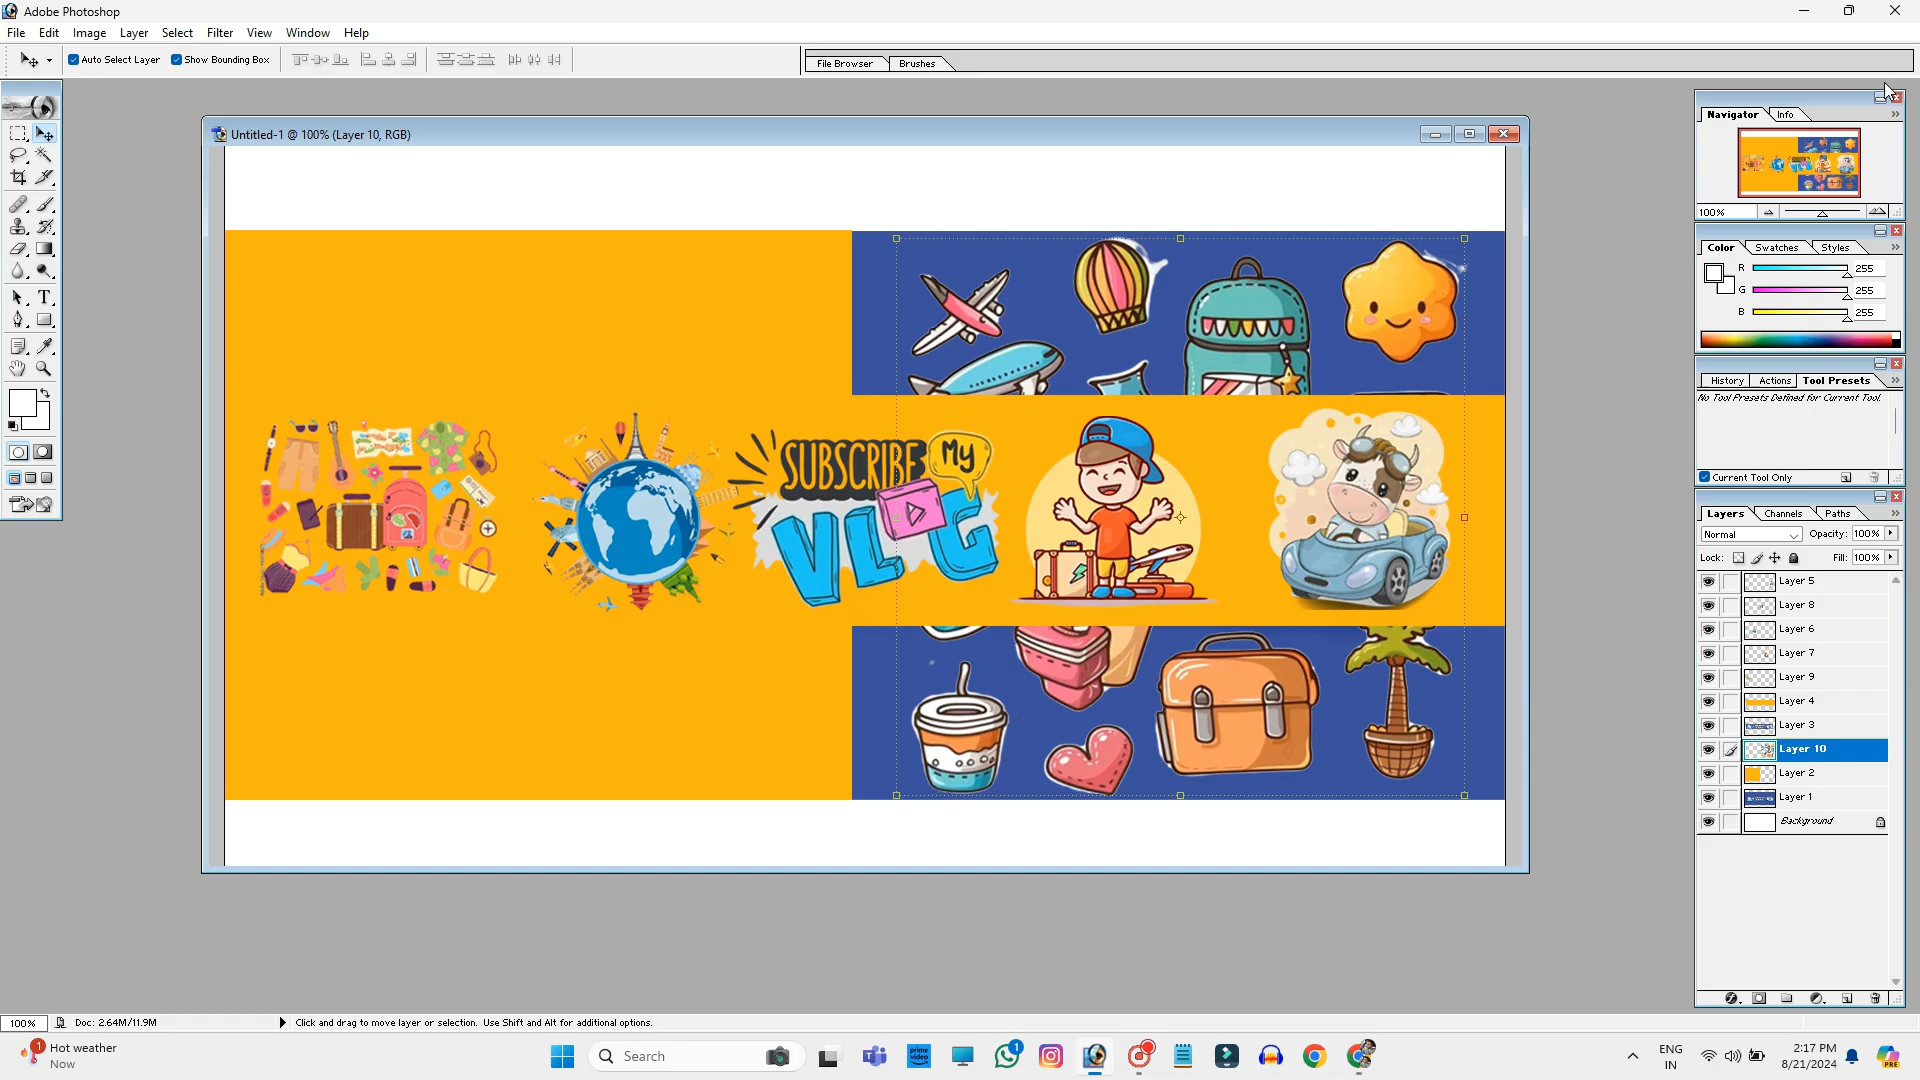 Adobe Photoshop
File Edit Image Layer Select Filter View Window Help
Auto Select Layer Show Bounding Box
File Browser Brushes
Untitled-1 @ 100% (Layer 10, RGB)
SUBSCRIBE My
VLOG
Navigator Info
100%
Color Swatches Styles
R 255
G 255
B 255
History Actions Tool Presets
No Tool Presets Defined for Current Tool.
Current Tool Only
Layers Channels Paths
Normal Opacity: 100%
Lock: Fill: 100%
Layer 5
Layer 8
Layer 6
Layer 7
Layer 9
Layer 4
Layer 3
Layer 10
Layer 2
Layer 1
Background
100% Doc: 2.64M/11.9M Click and drag to move layer or selection. Use Shift and Alt for additional options.
1 Hot weather
Now
Search
prime video
1
ENG
IN
2:17 PM
8/21/2024
PRE